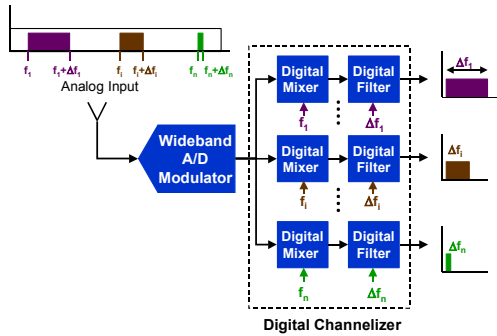 f1 f1+Δf1 fi fi+Δfi fn fn+Δfn
Analog Input
Wideband
A/D
Modulator
Digital
Mixer
Digital
Filter
f1 Δf1
Digital
Mixer
Digital
Filter
fi Δfi
Digital
Mixer
Digital
Filter
fn Δfn
Δf1
Δfi
Δfn
Digital Channelizer